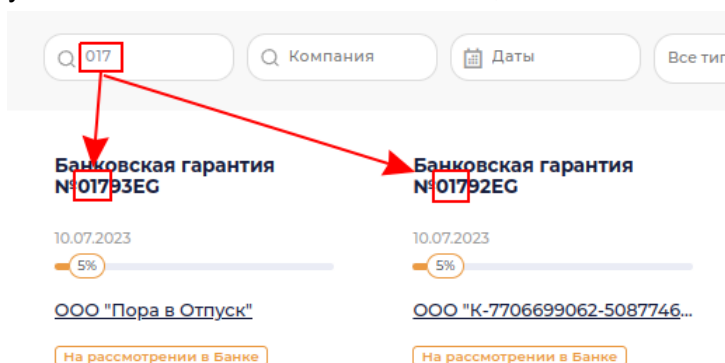 017
Компания
Даты
Все тип
Банковская гарантия
№01793EG
10.07.2023
5%
ООО "Пора в Отпуск"
На рассмотрении в Банке
Банковская гарантия
№01792EG
10.07.2023
5%
ООО "К-7706699062-5087746...
На рассмотрении в Банке